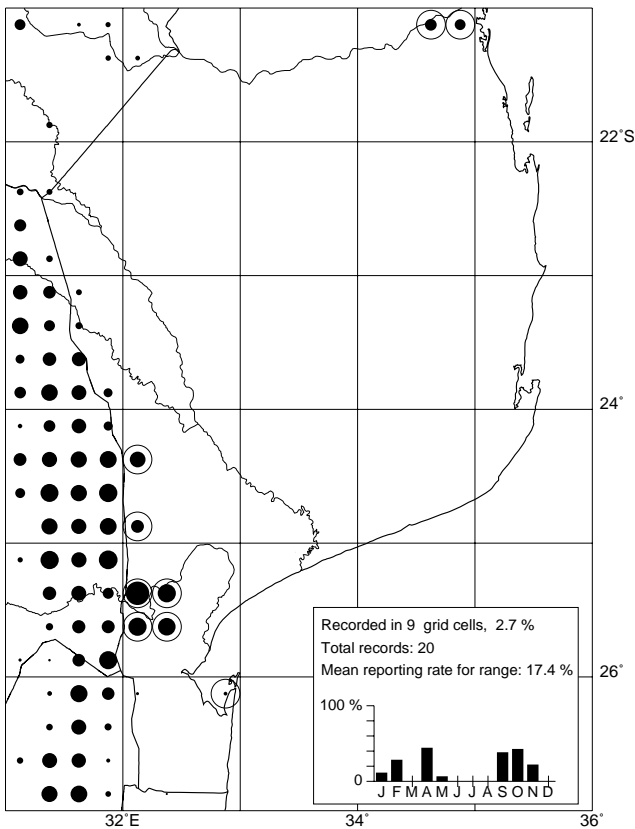 22°S
24°
26°
Recorded in 9 grid cells, 2.7 %
Total records: 20
Mean reporting rate for range: 17.4 %
100 %
0
J F M A M J J A S O N D
32°E
34°
36°